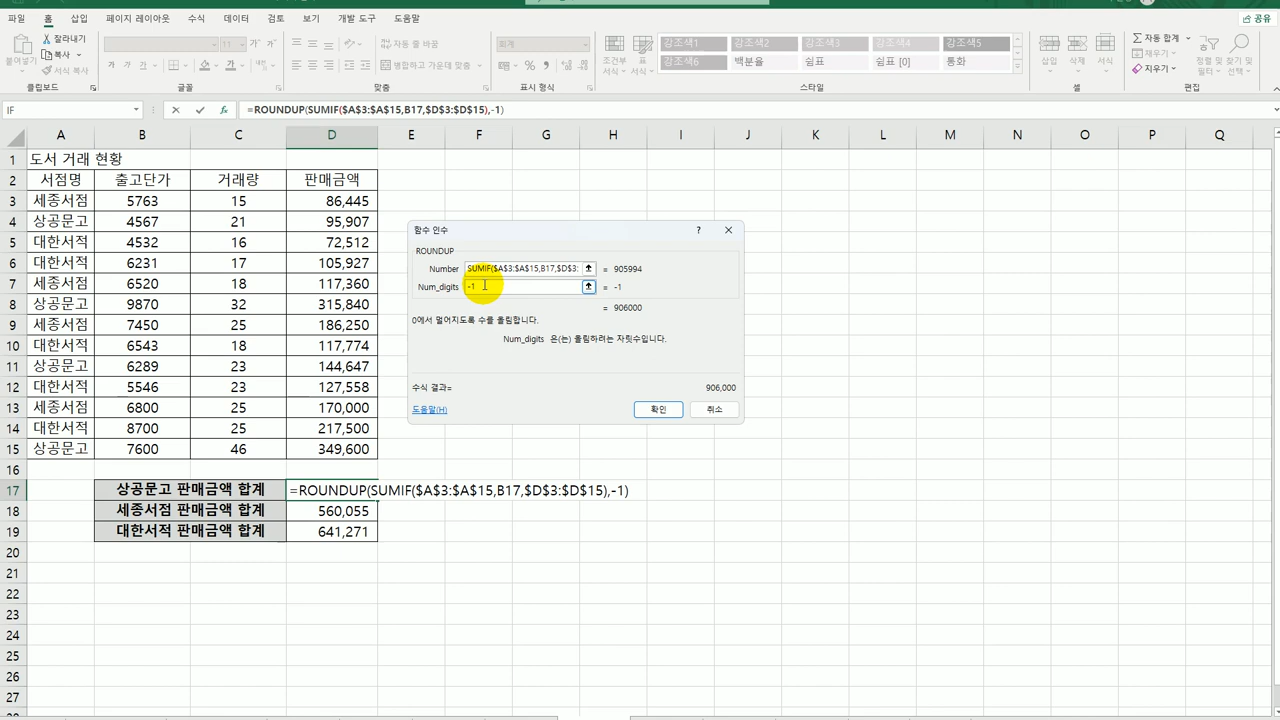 파일 홈 삽입 페이지 레이아웃 수식 데이터 검토 보기 개발 도구 도움말 공유
붙여넣기 잘라내기 복사 서식 복사 클립보드
11 가 가 가 가 가 글꼴
자동 줄 바꿈 병합하고 가운데 맞춤 맞춤
회계 % 표시 형식
조건부 서식 표 서식 강조색1 강조색2 강조색3 강조색4 강조색5
강조색6 백분율 쉼표 쉼표 [0] 통화 스타일
삽입 삭제 서식 셀
자동 합계 채우기 지우기 정렬 및 필터 찾기 및 선택 편집
IF fx =ROUNDUP(SUMIF($A$3:$A$15,B17,$D$3:$D$15),-1)
A B C D E F G H I J K L M N O P Q
1 도서 거래 현황
2 서점명 출고단가 거래량 판매금액
3 세종서점 5763 15 86,445
4 상공문고 4567 21 95,907
5 대한서적 4532 16 72,512
6 대한서적 6231 17 105,927
7 세종서점 6520 18 117,360
8 상공문고 9870 32 315,840
9 세종서점 7450 25 186,250
10 대한서적 6543 18 117,774
11 상공문고 6289 23 144,647
12 대한서적 5546 23 127,558
13 세종서점 6800 25 170,000
14 대한서적 8700 25 217,500
15 상공문고 7600 46 349,600
16
17 상공문고 판매금액 합계 =ROUNDUP(SUMIF($A$3:$A$15,B17,$D$3:$D$15),-1)
18 세종서점 판매금액 합계 560,055
19 대한서적 판매금액 합계 641,271
20
21
22
23
24
25
26
27
함수 인수 ?
ROUNDUP
Number SUMIF($A$3:$A$15,B17,$D$3: = 905994
Num_digits -1 = -1
= 906000
0에서 멀어지도록 수를 올림합니다.
Num_digits 은(는) 올림하려는 자릿수입니다.
수식 결과= 906,000
도움말(H) 확인 취소